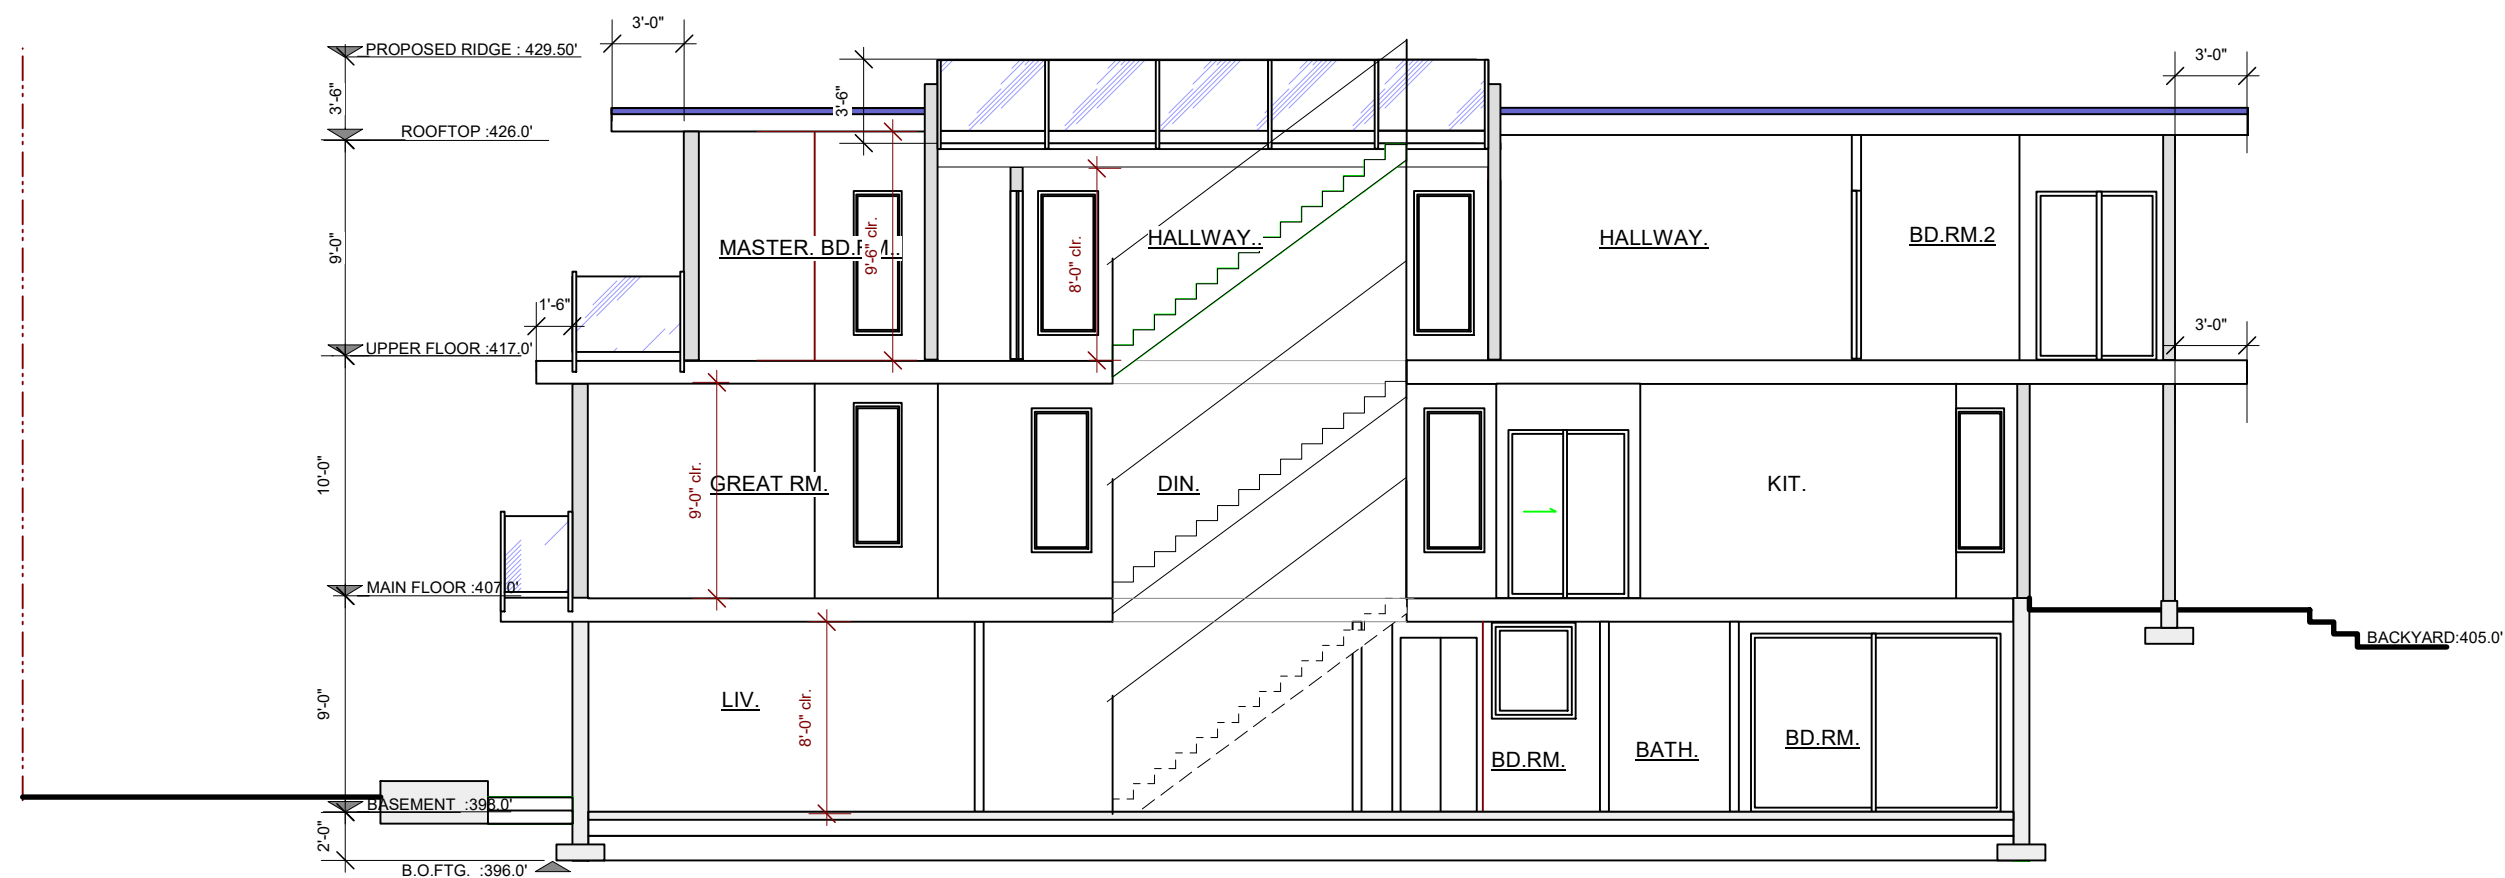 3'-0"
PROPOSED RIDGE : 429.50'
3'-0"
3'-6"
3'-6"
ROOFTOP :426.0'
9'-0"
MASTER. BD.RM..
9'-6" clr.
8'-0" clr.
HALLWAY..
HALLWAY.
BD.RM.2
1'-6"
3'-0"
UPPER FLOOR :417.0'
10'-0"
9'-0" clr.
GREAT RM.
DIN.
KIT.
MAIN FLOOR :407.0'
BACKYARD:405.0'
9'-0"
LIV.
8'-0" clr.
BD.RM.
BATH.
BD.RM.
BASEMENT :398.0'
2'-0"
B.O.FTG. :396.0'